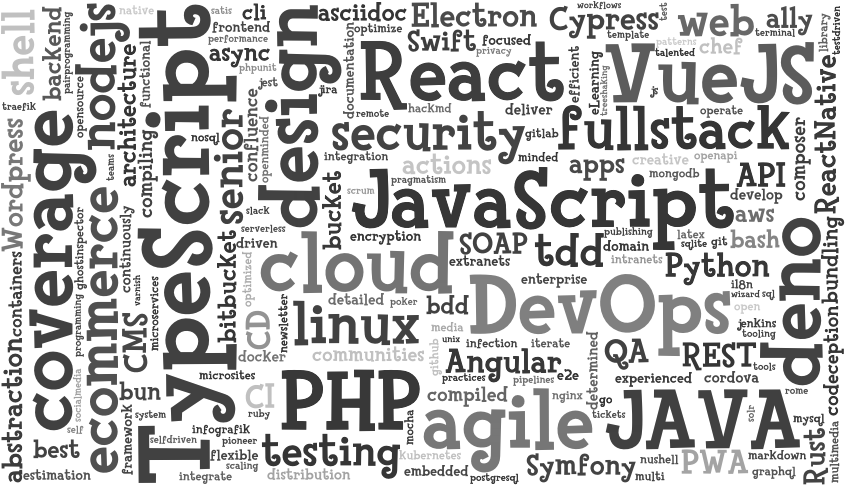 native
satis
cli
asciidoc
Electron
workflows
Cypress
test
web
ally
testdriven
shell
backend
pairprogramming
nodejs
TypeScript
frontend
performance
async
design
optimize
Swift
focused
privacy
template
patterns
chef
terminal
library
talented
functional
architecture
phpunit
jest
jira
documentation
React
efficient
eLearning
treeshaking
js
VueJS
ReactNative
traefik
opensource
remote
hackmd
deliver
operate
nosql
senior
confluence
openminded
security
gitlab
fullstack
composer
Wordpress
coverage
teams
compiling
integration
actions
minded
apps
creative
openapi
mongodb
API
scrum
pragmatism
JavaScript
develop
ecommerce
continuously
slack
bucket
publishing
latex
aws
ghostinspector
serverless
driven
encryption
SOAP
tdd
domain
sqlite
git
bash
deno
bundling
containers
programming
varnish
microservices
bitbucket
optimized
cloud
extranets
intranets
Python
enterprise
il8n
wizard
sql
CMS
CD
newsletter
detailed
poker
bdd
DevOps
open
linux
media
jenkins
tooling
abstraction
docker
communities
github
unix
infection
iterate
determined
QA
REST
tools
codeception
socialmedia
microsites
Angular
practices
pipelines
e2e
experienced
cordova
rome
bun
CI
PHP
compiled
nginx
go
framework
system
ruby
mocha
agile
tickets
JAVA
solr
mysql
self
infografik
selfdriven
pioneer
best
flexible
testing
kubernetes
nushell
PWA
markdown
Rust
multimedia
scaling
estimation
integrate
distribution
embedded
postgresql
Symfony
multi
graphql